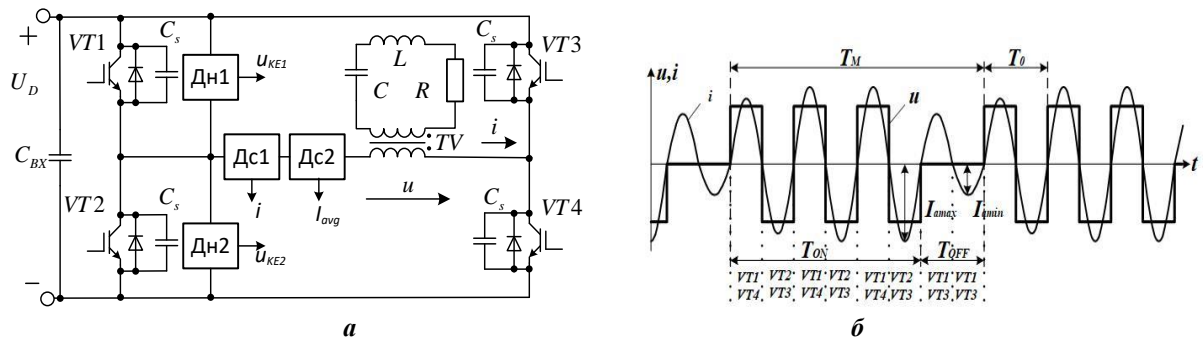 +
VT1
C_s
Дн1
u_KE1
L
C
R
C_s
VT3
U_D
i
TV
C_BX
Дс1
Дс2
i
I_avg
u
VT2
C_s
Дн2
u_KE2
C_s
VT4
−
а
T_M
T_0
u,i
i
u
t
I_amax
I_amin
T_ON
T_OFF
VT1 VT2 VT1 VT2 VT1 VT2 VT1 VT1
VT4 VT3 VT4 VT3 VT4 VT3 VT3 VT3
б